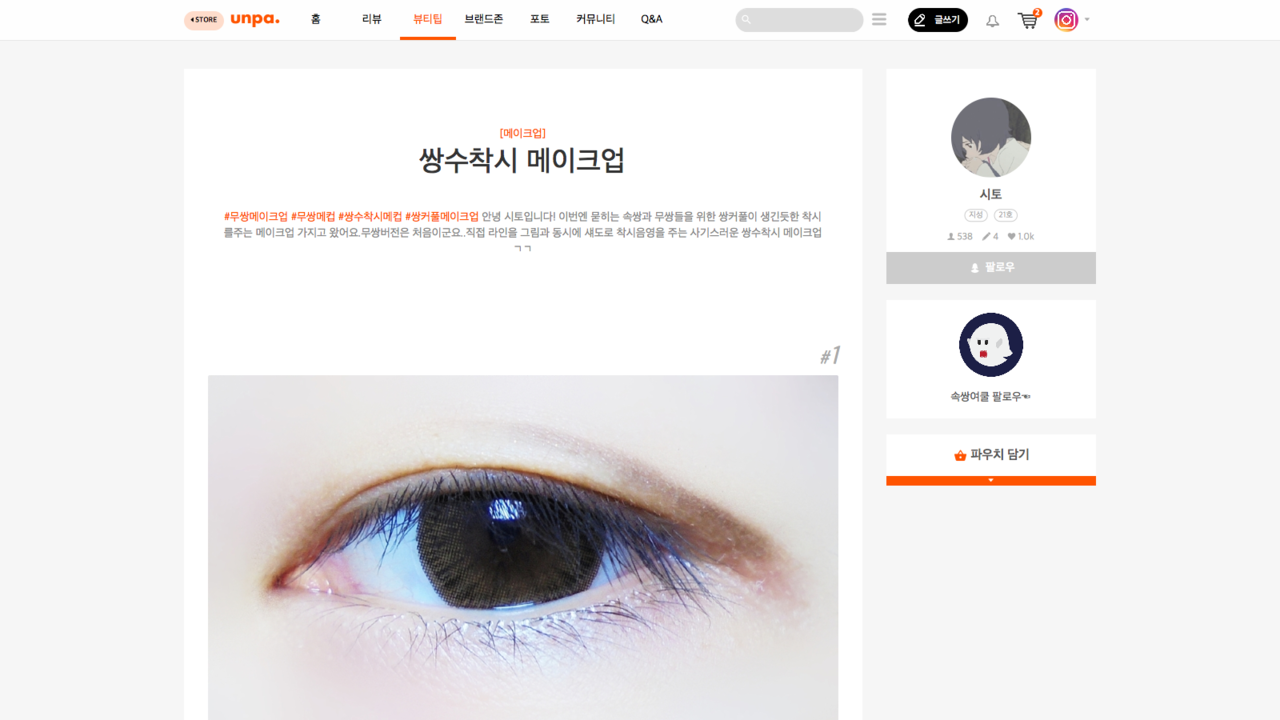 STORE
unpa.
홈 리뷰 뷰티팁 브랜드존 포토 커뮤니티 Q&A
글쓰기
2
[메이크업]
쌍수착시 메이크업
#무쌍메이크업 #무쌍메컵 #쌍수착시메컵 #쌍커풀메이크업 안녕 시토입니다! 이번엔 묻히는 속쌍과 무쌍들을 위한 쌍커풀이 생긴듯한 착시
를주는 메이크업 가지고 왔어요.무쌍버전은 처음이군요..직접 라인을 그림과 동시에 섀도로 착시음영을 주는 사기스러운 쌍수착시 메이크업
ㄱㄱ
#1
시토
지성 21호
538 4 1.0k
팔로우
속쌍여쿨 팔로우
파우치 담기